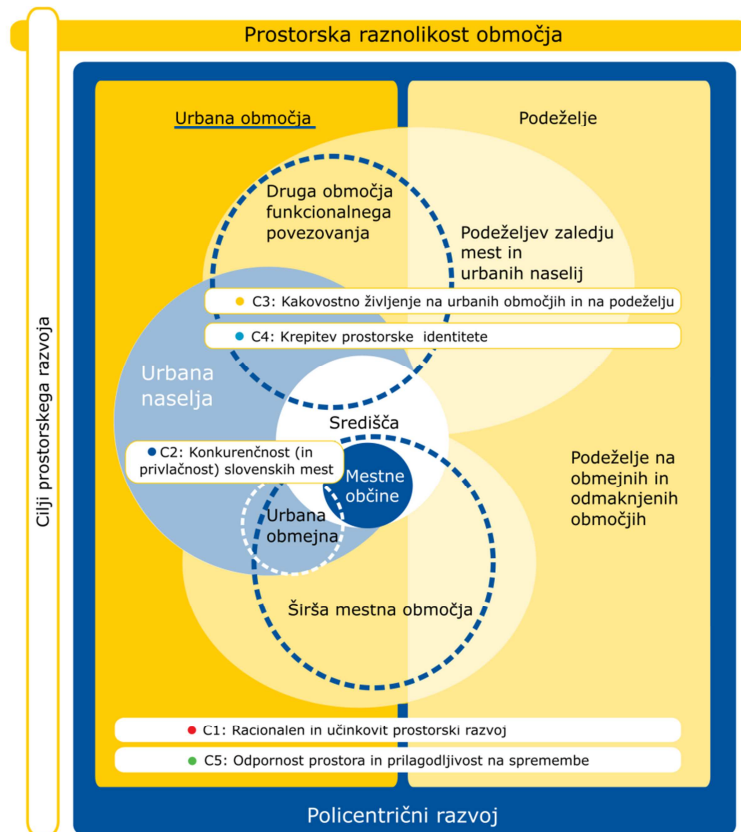 Prostorska raznolikost območja
Cilji prostorskega razvoja
Urbana območja
Podeželje
Druga območja
funkcionalnega
povezovanja
Podeželjev zaledju
mest in
urbanih naselij
C3: Kakovostno življenje na urbanih območjih in na podeželju
C4: Krepitev prostorske identitete
Urbana
naselja
Središča
C2: Konkurenčnost (in
privlačnost) slovenskih mest
Mestne
občine
Podeželje na
obmejnih in
odmaknjenih
območjih
Urbana
obmejna
Širša mestna območja
C1: Racionalen in učinkovit prostorski razvoj
C5: Odpornost prostora in prilagodljivost na spremembe
Policentrični razvoj